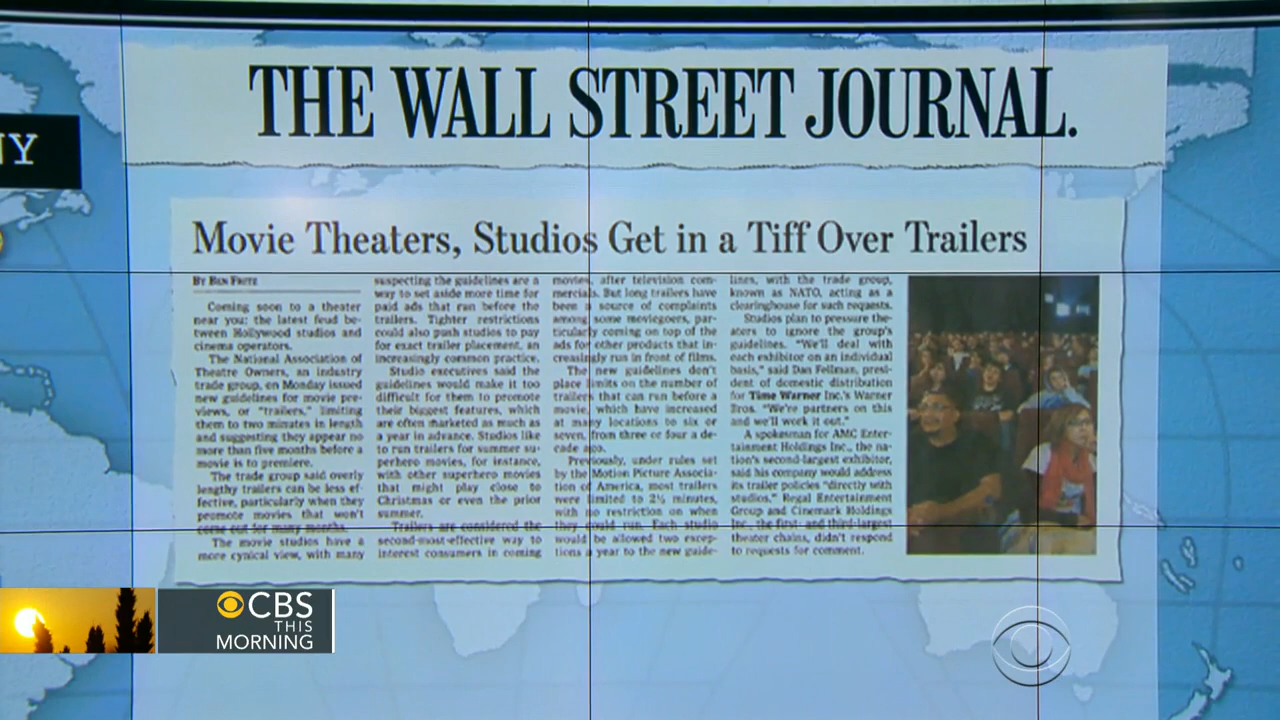 THE WALL STREET JOURNAL.
NY
Movie Theaters, Studios Get in a Tiff Over Trailers
BY BEN FRITZ
Coming soon to a theater
near you: the latest feud be-
tween Hollywood studios and
cinema operators.
The National Association of
Theatre Owners, an industry
trade group, on Monday issued
new guidelines for movie pre-
views, or "trailers," limiting
them to two minutes in length
and suggesting they appear no
more than five months before a
movie is to premiere.
The trade group said overly
lengthy trailers can be less ef-
fective, particularly when they
promote movies that won't
come out for many months.
The movie studios have a
more cynical view, with many
suspecting the guidelines are a
way to set aside more time for
paid ads that run before the
trailers. Tighter restrictions
could also push studios to pay
for exact trailer placement, an
increasingly common practice.
Studio executives said the
guidelines would make it too
difficult for them to promote
their biggest features, which
are often marketed as much as
a year in advance. Studios like
to run trailers for summer su-
perhero movies, for instance,
with other superhero movies
that might play close to
Christmas or even the prior
summer.
Trailers are considered the
second-most-effective way to
interest consumers in coming
movies, after television com-
mercials. But long trailers have
been a source of complaints
among some moviegoers, par-
ticularly coming on top of the
ads for other products that in-
creasingly run in front of films.
The new guidelines don't
place limits on the number of
trailers that can run before a
movie, which have increased
at many locations to six or
seven, from three or four a de-
cade ago.
Previously, under rules set
by the Motion Picture Associa-
tion of America, most trailers
were limited to 2½ minutes,
with no restriction on when
they could run. Each studio
would be allowed two excep-
tions a year to the new guide-
lines, with the trade group,
known as NATO, acting as a
clearinghouse for such requests.
Studios plan to pressure the-
aters to ignore the group's
guidelines. "We'll deal with
each exhibitor on an individual
basis," said Dan Fellman, presi-
dent of domestic distribution
for Time Warner Inc.'s Warner
Bros. "We're partners on this
and we'll work it out."
A spokesman for AMC Enter-
tainment Holdings Inc., the na-
tion's second-largest exhibitor,
said his company would address
its trailer policies "directly with
studios." Regal Entertainment
Group and Cinemark Holdings
Inc., the first- and third-largest
theater chains, didn't respond
to requests for comment.
CBS
THIS
MORNING